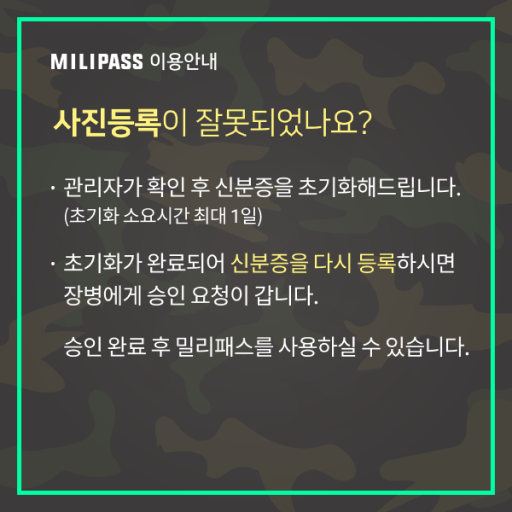 MILIPASS 이용안내
사진등록이 잘못되었나요?
· 관리자가 확인 후 신분증을 초기화해드립니다.
(초기화 소요시간 최대 1일)
· 초기화가 완료되어 신분증을 다시 등록하시면
장병에게 승인 요청이 갑니다.
승인 완료 후 밀리패스를 사용하실 수 있습니다.